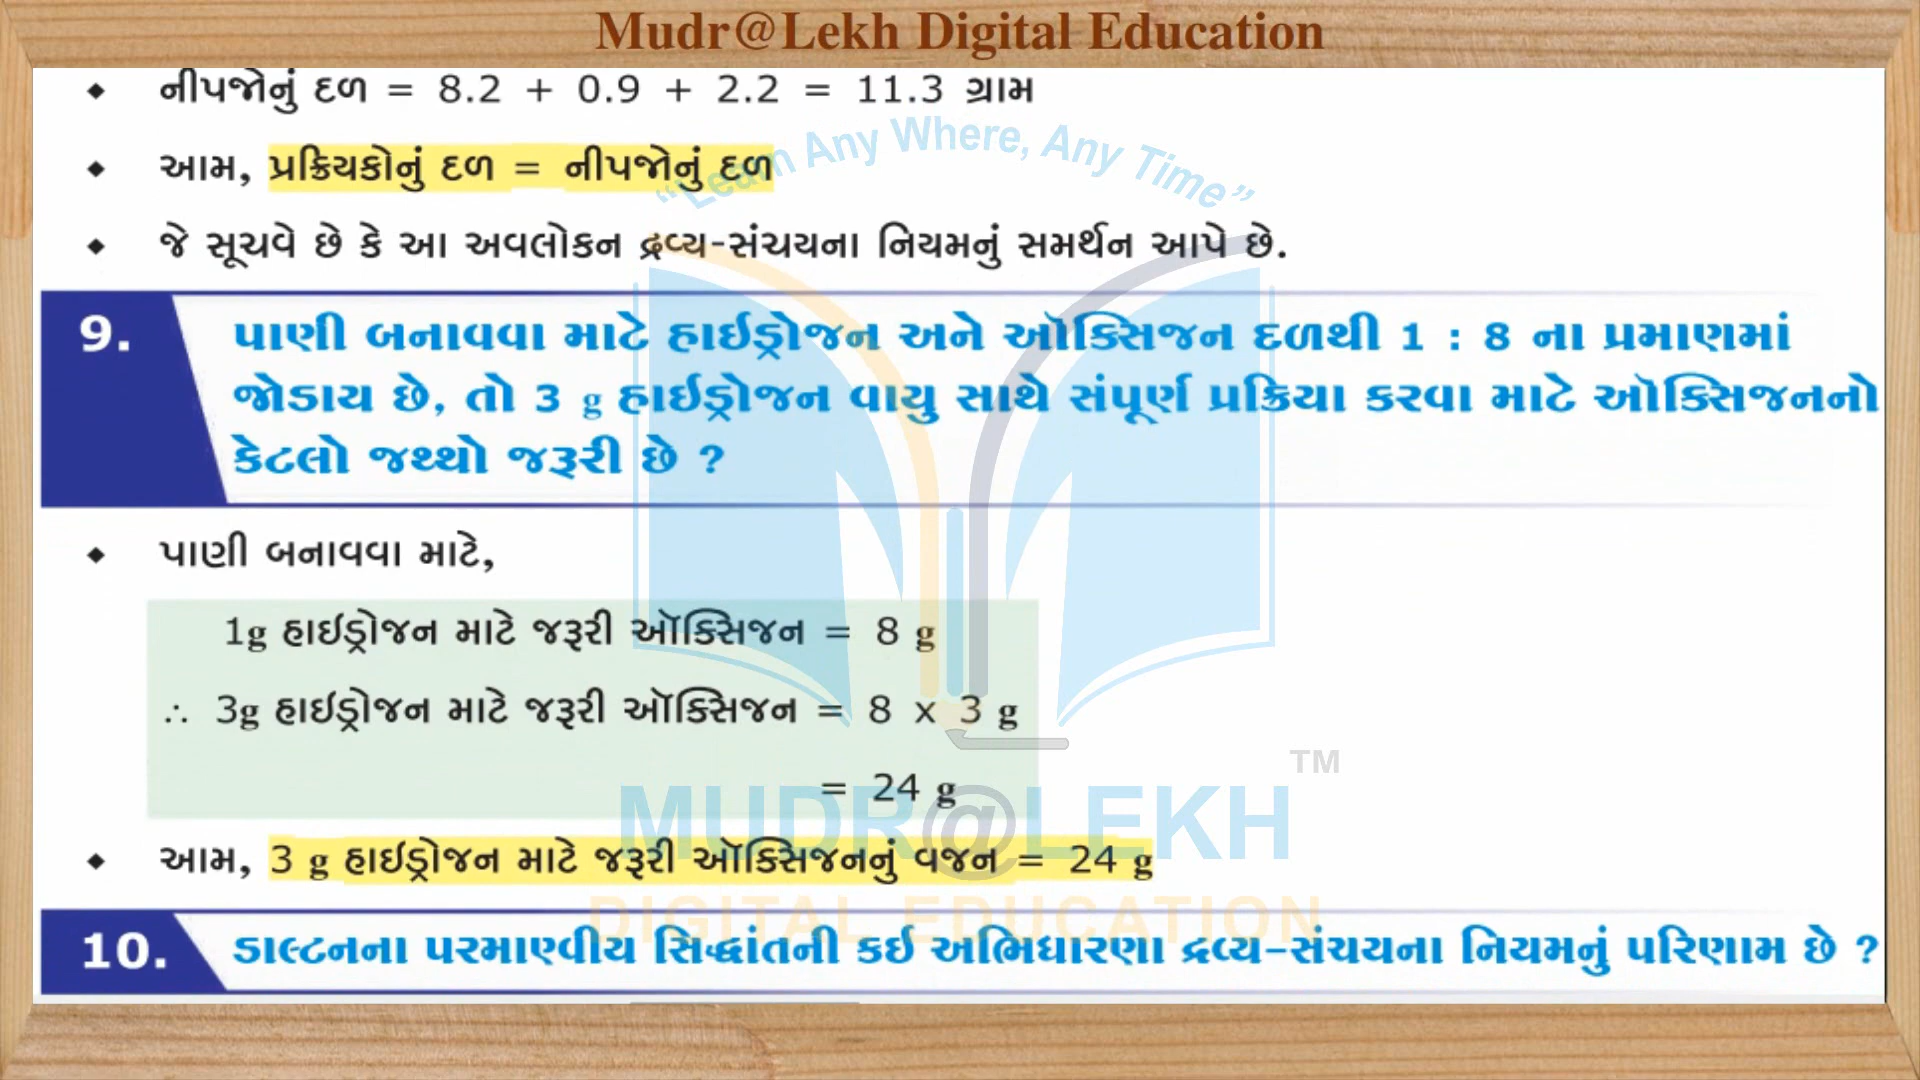 Mudr@Lekh Digital Education
◆ નીપજોનું દળ = 8.2 + 0.9 + 2.2 = 11.3 ગ્રામ
◆ આમ, પ્રક્રિયકોનું દળ = નીપજોનું દળ
“Learn Any Where, Any Time”
◆ જે સૂચવે છે કે આ અવલોકન દ્રવ્ય-સંચયના નિયમનું સમર્થન આપે છે.
9. પાણી બનાવવા માટે હાઈડ્રોજન અને ઑક્સિજન દળથી 1 : 8 ના પ્રમાણમાં
જોડાય છે, તો 3 g હાઈડ્રોજન વાયુ સાથે સંપૂર્ણ પ્રક્રિયા કરવા માટે ઑક્સિજનનો
કેટલો જથ્થો જરૂરી છે ?
◆ પાણી બનાવવા માટે,
1g હાઈડ્રોજન માટે જરૂરી ઑક્સિજન = 8 g
∴ 3g હાઈડ્રોજન માટે જરૂરી ઑક્સિજન = 8 x 3 g
= 24 g
TM
MUDR@LEKH
◆ આમ, 3 g હાઈડ્રોજન માટે જરૂરી ઑક્સિજનનું વજન = 24 g
DIGITAL EDUCATION
10. ડાલ્ટનના પરમાણ્વીય સિદ્ધાંતની કઈ અભિધારણા દ્રવ્ય-સંચયના નિયમનું પરિણામ છે ?